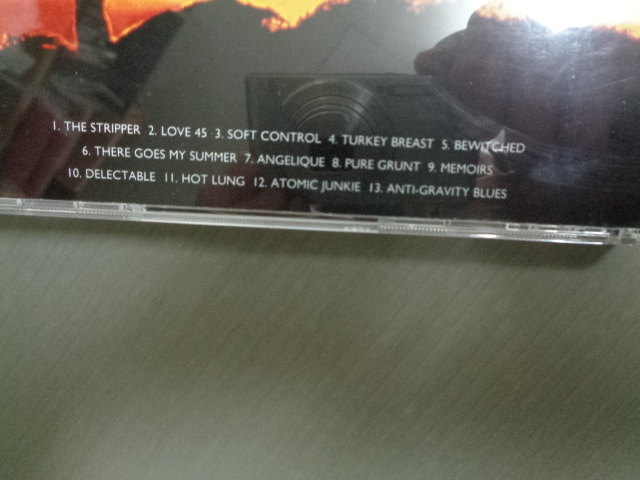 1. THE STRIPPER 2. LOVE 45 3. SOFT CONTROL 4. TURKEY BREAST 5. BEWITCHED
6. THERE GOES MY SUMMER 7. ANGELIQUE 8. PURE GRUNT 9. MEMOIRS
10. DELECTABLE 11. HOT LUNG 12. ATOMIC JUNKIE 13. ANTI-GRAVITY BLUES